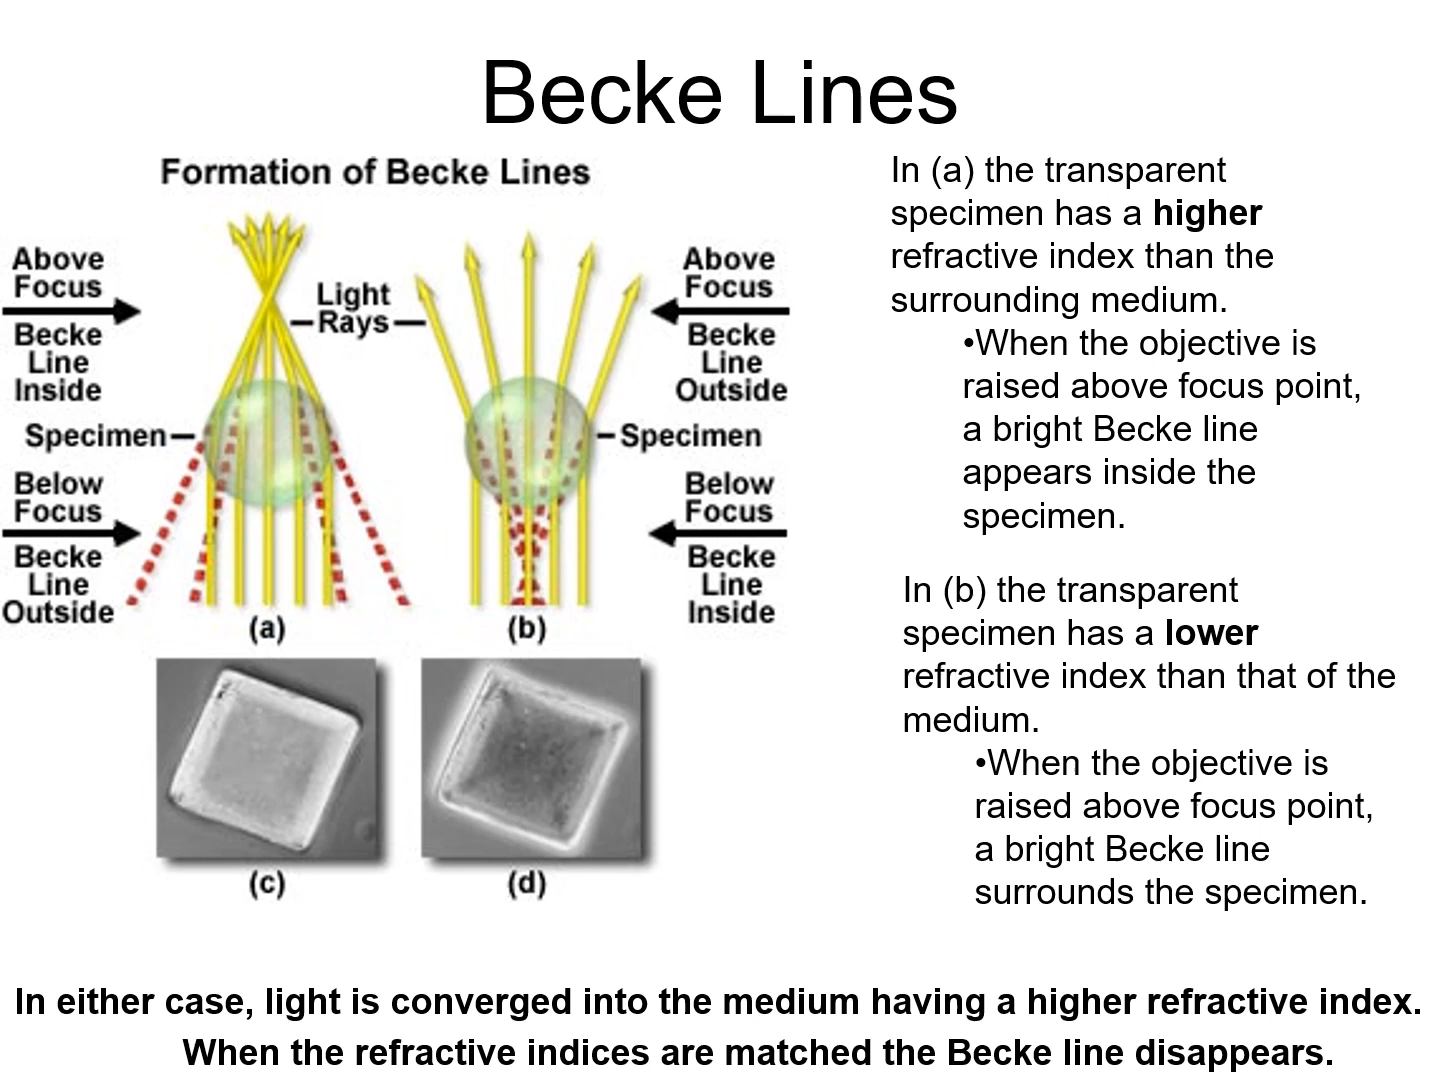 Becke Lines
Formation of Becke Lines
Above
Focus
Becke
Line
Inside
Specimen
Below
Focus
Becke
Line
Outside
Light
Rays
Above
Focus
Becke
Line
Outside
Specimen
Below
Focus
Becke
Line
Inside
(a)
(b)
(c)
(d)
In (a) the transparent
specimen has a higher
refractive index than the
surrounding medium.
•When the objective is
raised above focus point,
a bright Becke line
appears inside the
specimen.
In (b) the transparent
specimen has a lower
refractive index than that of the
medium.
•When the objective is
raised above focus point,
a bright Becke line
surrounds the specimen.
In either case, light is converged into the medium having a higher refractive index.
When the refractive indices are matched the Becke line disappears.